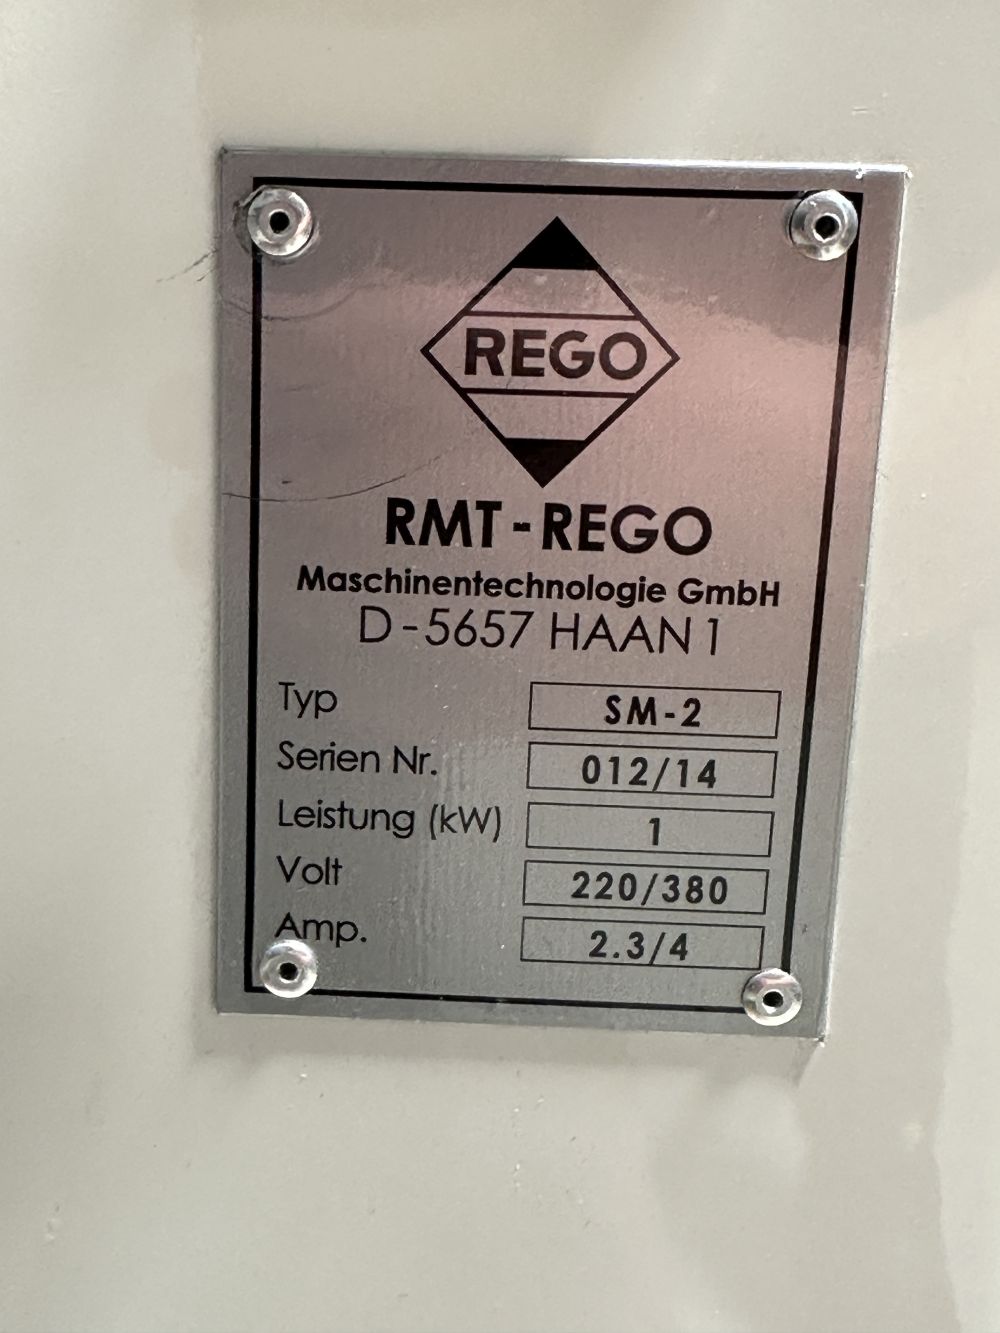 REGO
RMT-REGO
Maschinentechnologie GmbH
D-5657 HAAN 1
Typ SM-2
Serien Nr. 012/14
Leistung (kW) 1
Volt 220/380
Amp. 2.3/4